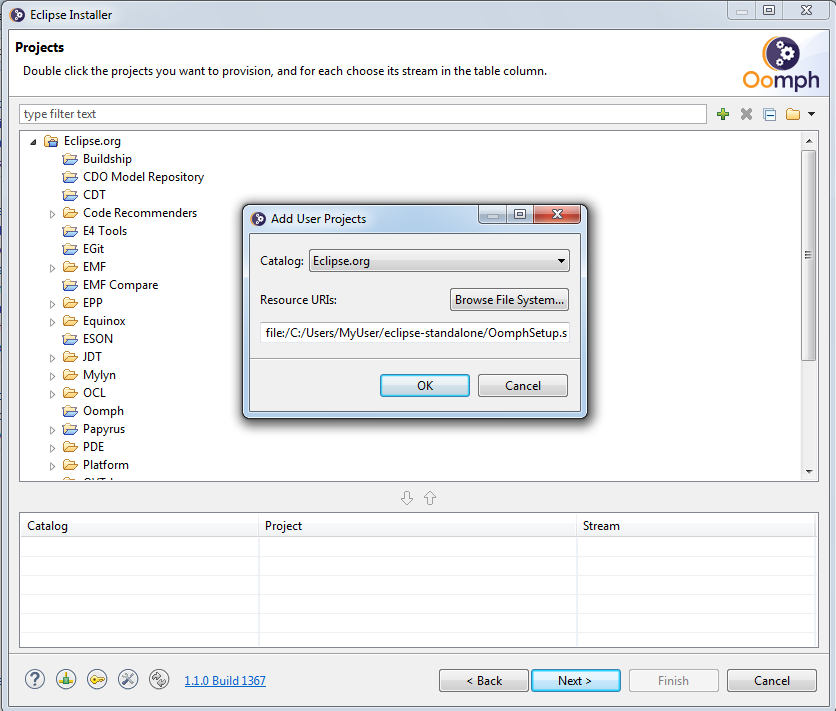 Eclipse Installer
Projects
Double click the projects you want to provision, and for each choose its stream in the table column.
Oomph
type filter text
Eclipse.org
Buildship
CDO Model Repository
CDT
Code Recommenders
E4 Tools
EGit
EMF
EMF Compare
EPP
Equinox
ESON
JDT
Mylyn
OCL
Oomph
Papyrus
PDE
Platform
Add User Projects
Catalog: Eclipse.org
Resource URIs: Browse File System...
file:/C:/Users/MyUser/eclipse-standalone/OomphSetup.s
OK Cancel
Catalog Project Stream
1.1.0 Build 1367 < Back Next > Finish Cancel